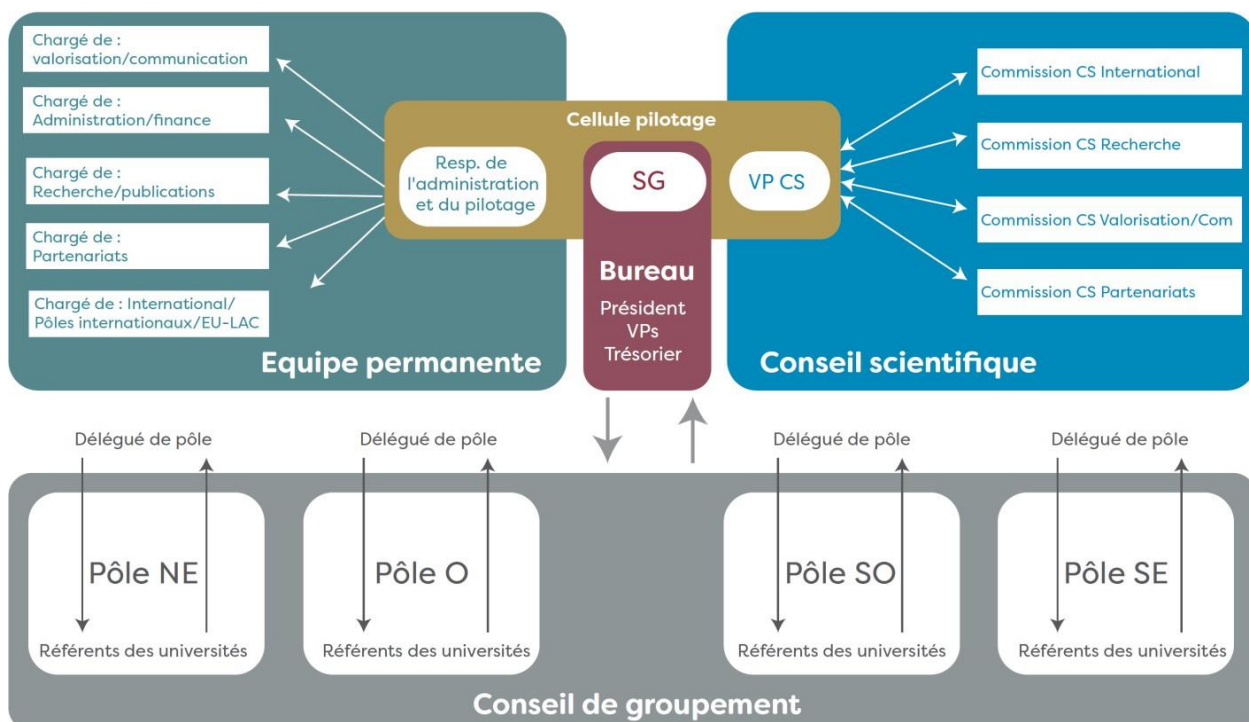 Chargé de :
valorisation/communication
Chargé de :
Administration/finance
Chargé de :
Recherche/publications
Chargé de :
Partenariats
Chargé de : International/
Pôles internationaux/EU-LAC
Equipe permanente
Cellule pilotage
Resp. de
l'administration
et du pilotage
SG
VP CS
Bureau
Président
VPs
Trésorier
Commission CS International
Commission CS Recherche
Commission CS Valorisation/Com
Commission CS Partenariats
Conseil scientifique
Délégué de pôle
Délégué de pôle
Délégué de pôle
Délégué de pôle
Pôle NE
Pôle O
Pôle SO
Pôle SE
Référents des universités
Référents des universités
Référents des universités
Référents des universités
Conseil de groupement